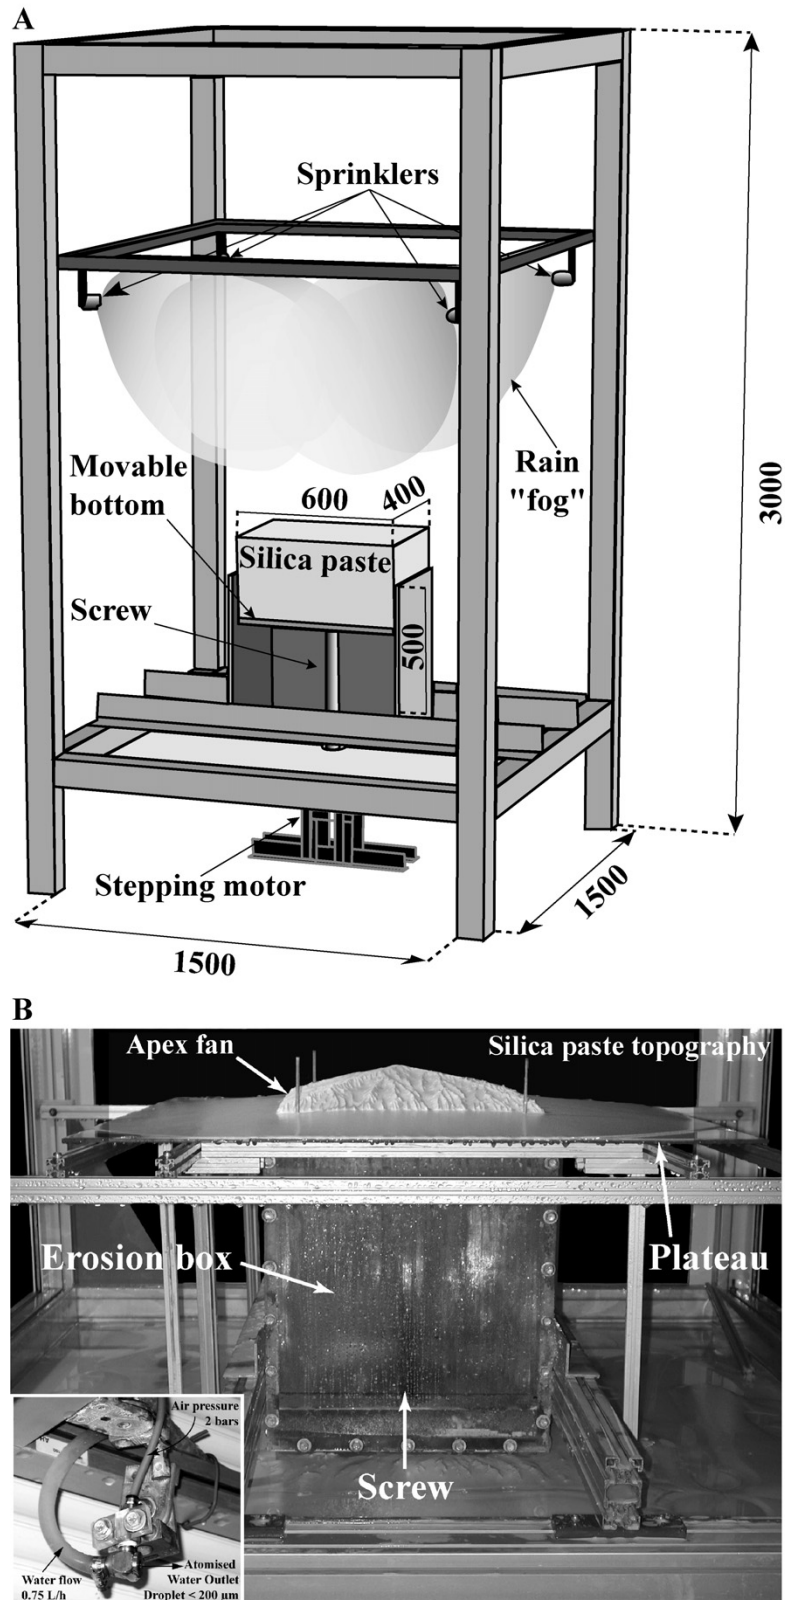 A
Sprinklers
Rain
"fog"
3000
Movable
bottom
600
400
Silica paste
Screw
500
Stepping motor
1500
1500
B
Apex fan
Silica paste topography
Erosion box
Plateau
Air pressure
2 bars
Screw
Water flow
0.75 L/h
Atomised
Water Outlet
Droplet < 200 µm